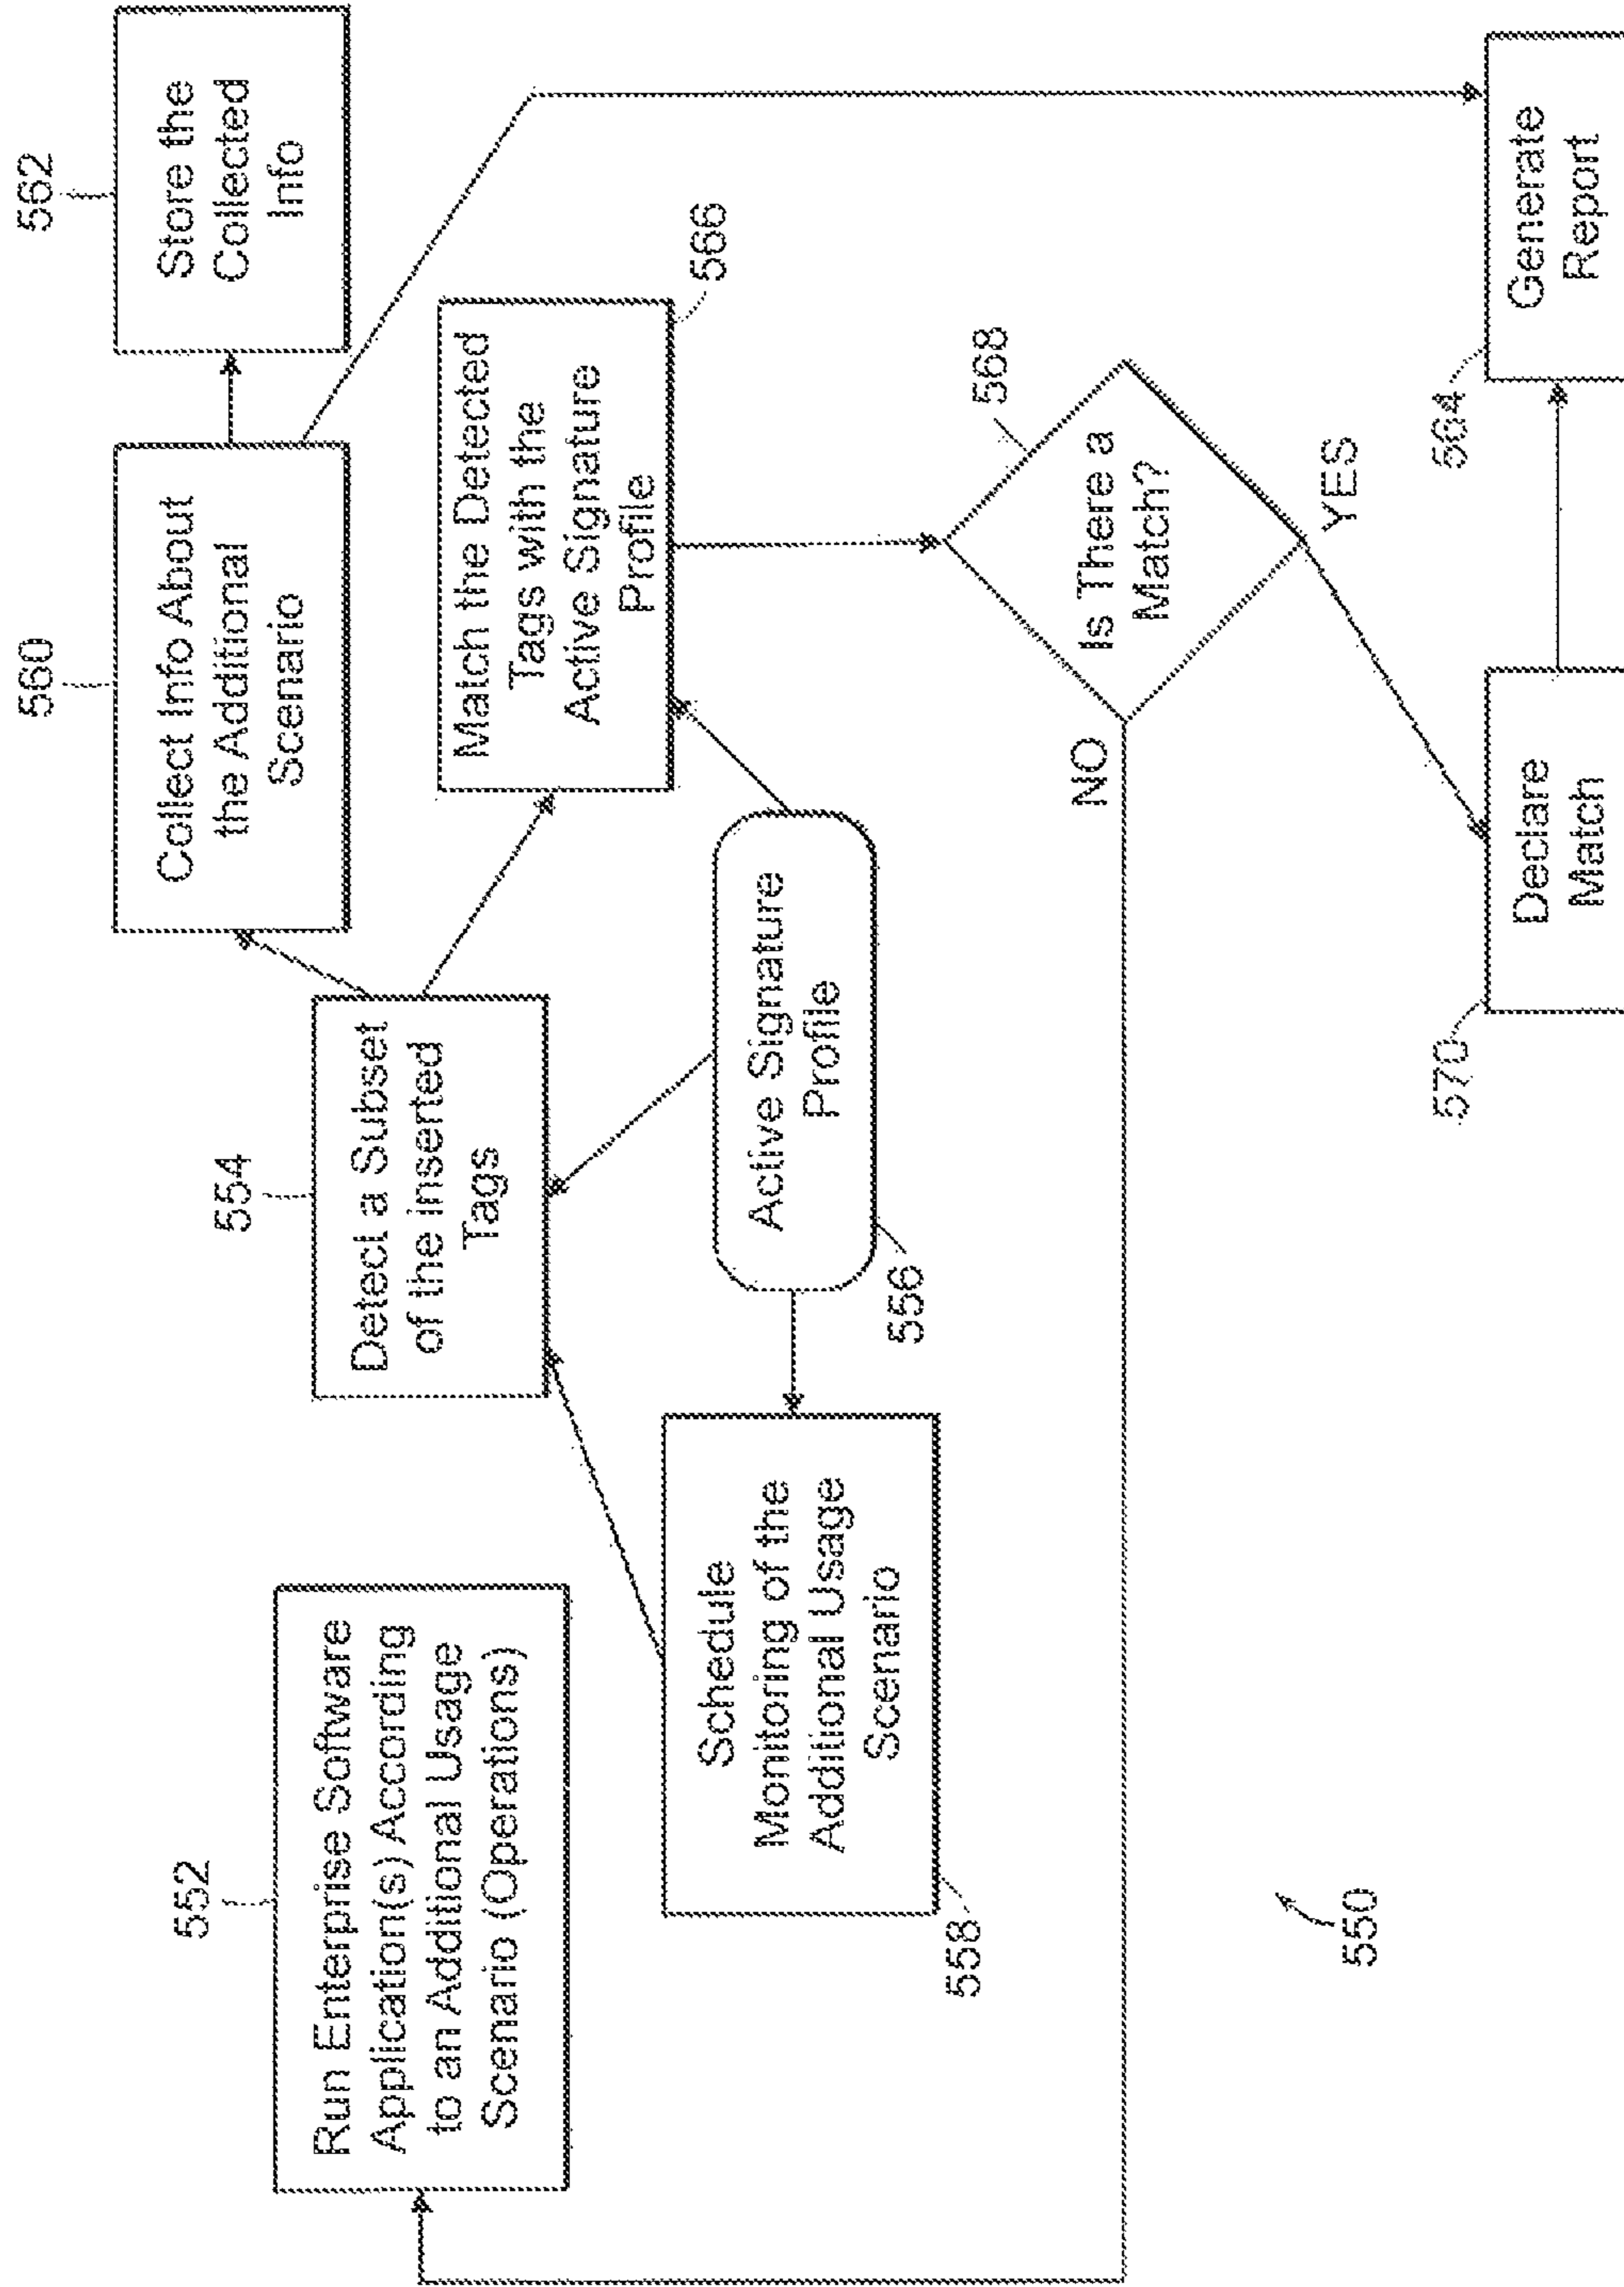 552
Run Enterprise Software
Application(s) According
to an Additional Usage
Scenario (Operations)
554
Detect a Subset
of the inserted
Tags
560
Collect Info About
the Additional
Scenario
562
Store the
Collected
Info
558
Schedule
Monitoring of the
Additional Usage
Scenario
556
Active Signature
Profile
566
Match the Detected
Tags with the
Active Signature
Profile
568
Is There a
Match?
NO
YES
570
Declare
Match
564
Generate
Report
550